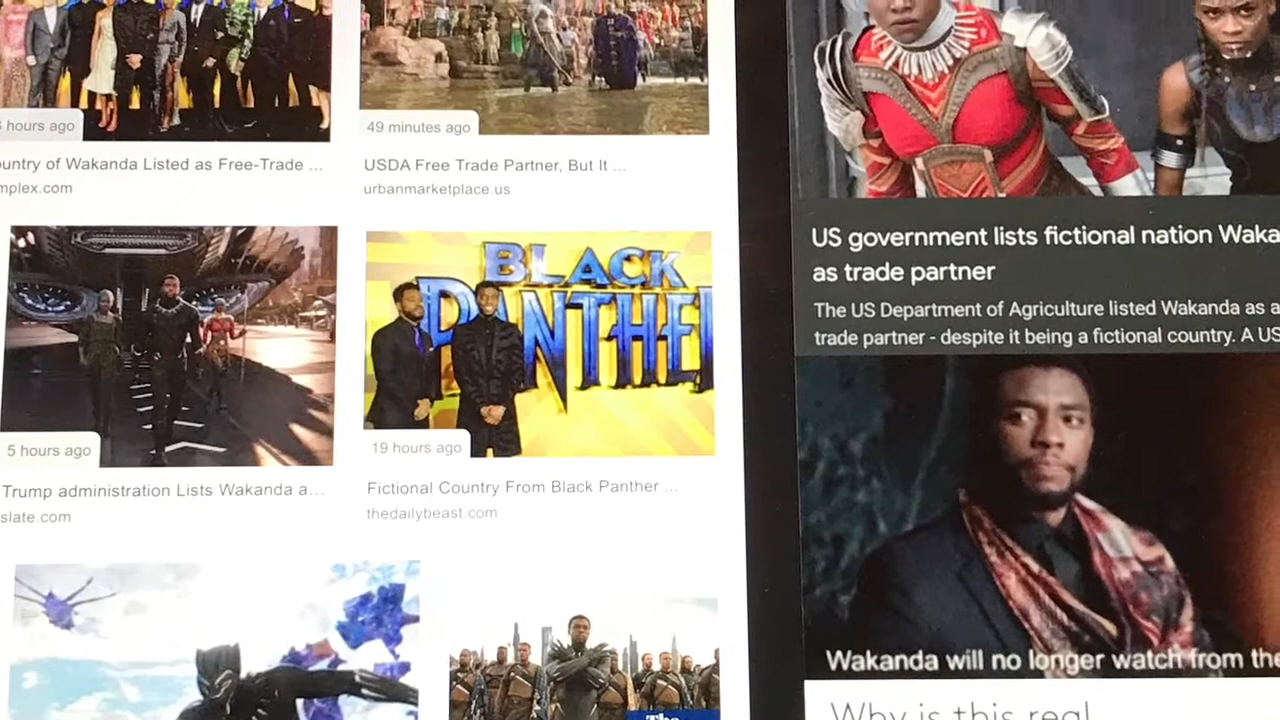 hours ago
49 minutes ago
ountry of Wakanda Listed as Free-Trade ...
USDA Free Trade Partner, But It ...
mplex.com
urbanmarketplace.us
BLACK
PANTHE
5 hours ago
19 hours ago
Trump administration Lists Wakanda a...
Fictional Country From Black Panther ...
slate.com
thedailybeast.com
The
US government lists fictional nation Waka
as trade partner
The US Department of Agriculture listed Wakanda as a
trade partner - despite it being a fictional country. A US
Wakanda will no longer watch from the
Why is this real